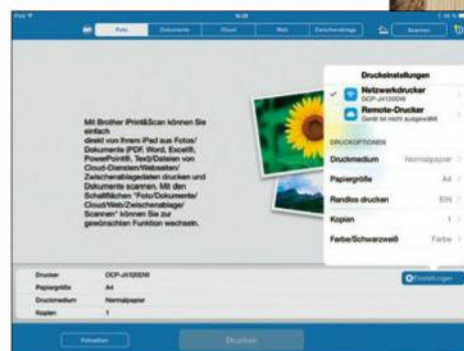 iPad
16:09
Foto
Dokumente
Cloud
Web
Zwischenablage
Scannen
Mit Brother iPrint&Scan können Sie
einfach
direkt von Ihrem iPad aus Fotos/
Dokumente (PDF, Word, Excel®,
PowerPoint®, Text)/Dateien von
Cloud-Diensten/Webseiten/
Zwischenablagedaten drucken und
Dokumente scannen. Mit den
Schaltflächen "Foto/Dokumente/
Cloud/Web/Zwischenablage/
Scannen" können Sie zur
gewünschten Funktion wechseln.
Druckeinstellungen
Netzwerkdrucker
DCP-J4120DW
Remote-Drucker
Gerät ist nicht ausgewählt
DRUCKOPTIONEN
Druckmedium Normalpapier
Papiergröße A4
Randlos drucken EIN
Kopien 1
Farbe/Schwarzweiß Farbe
Drucker DCP-J4120DW
Papiergröße A4
Druckmedium Normalpapier
Kopien 1
Einstellungen
Drucken